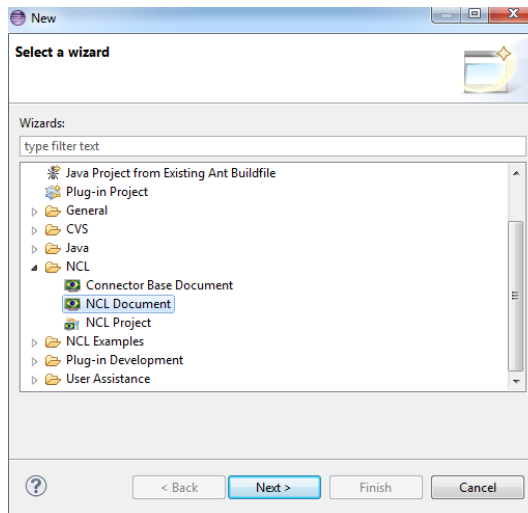 New
Select a wizard
Wizards:
type filter text
Java Project from Existing Ant Buildfile
Plug-in Project
General
CVS
Java
NCL
Connector Base Document
NCL Document
NCL Project
NCL Examples
Plug-in Development
User Assistance
? < Back Next > Finish Cancel